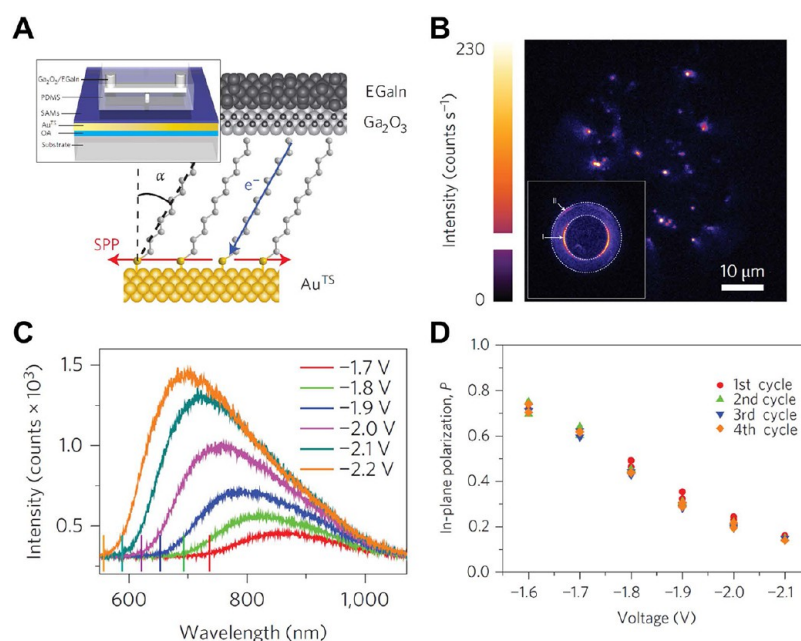 A
Ga₂O₃/EGaIn
PDMS
SAMs
Auᵀˢ
OA
Substrate
EGaIn
Ga₂O₃
α
e⁻
SPP
Auᵀˢ
B
230
Intensity (counts s⁻¹)
0
II
I
10 μm
C
Intensity (counts × 10³)
1.5
1.0
0.5
−1.7 V
−1.8 V
−1.9 V
−2.0 V
−2.1 V
−2.2 V
600
800
1,000
Wavelength (nm)
D
In-plane polarization, P
1.0
0.8
0.6
0.4
0.2
0.0
1st cycle
2nd cycle
3rd cycle
4th cycle
−1.6
−1.7
−1.8
−1.9
−2.0
−2.1
Voltage (V)